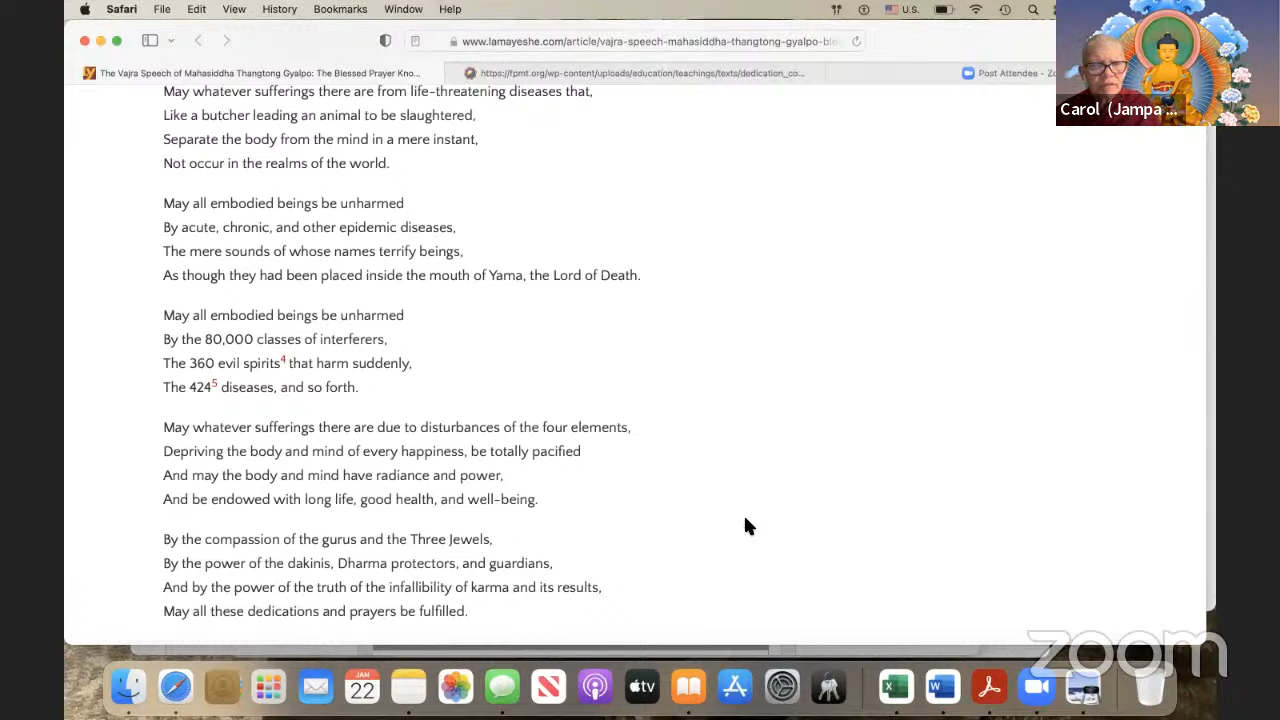 Safari File Edit View History Bookmarks Window Help U.S.
www.lamayeshe.com/article/vajra-speech-mahasiddha-thangtong-gyalpo-ble
The Vajra Speech of Mahasiddha Thangtong Gyalpo: The Blessed Prayer Kno... https://fpmt.org/wp-content/uploads/education/teachings/texts/dedication_co... Post Attendee - Zo
Carol (Jampa ...
May whatever sufferings there are from life-threatening diseases that,
Like a butcher leading an animal to be slaughtered,
Separate the body from the mind in a mere instant,
Not occur in the realms of the world.
May all embodied beings be unharmed
By acute, chronic, and other epidemic diseases,
The mere sounds of whose names terrify beings,
As though they had been placed inside the mouth of Yama, the Lord of Death.
May all embodied beings be unharmed
By the 80,000 classes of interferers,
The 360 evil spirits4 that harm suddenly,
The 4245 diseases, and so forth.
May whatever sufferings there are due to disturbances of the four elements,
Depriving the body and mind of every happiness, be totally pacified
And may the body and mind have radiance and power,
And be endowed with long life, good health, and well-being.
By the compassion of the gurus and the Three Jewels,
By the power of the dakinis, Dharma protectors, and guardians,
And by the power of the truth of the infallibility of karma and its results,
May all these dedications and prayers be fulfilled.
zoom
JAN
22
tv